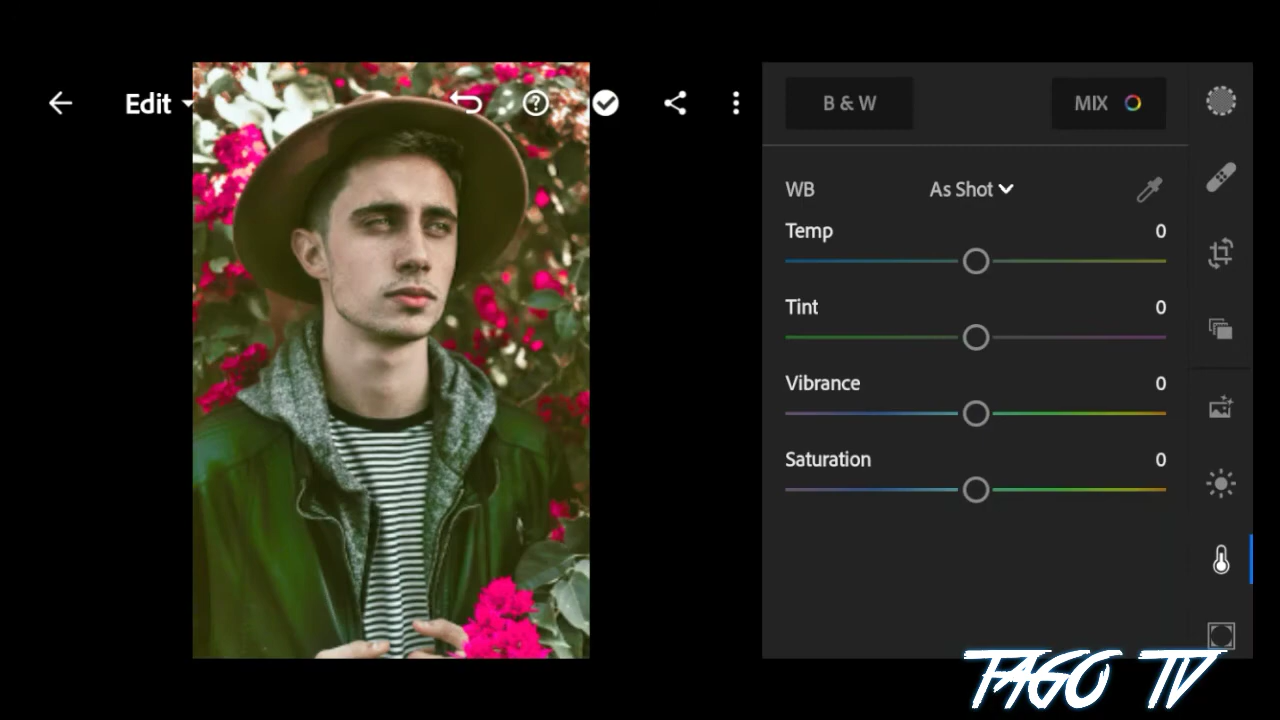 Edit
B & W
MIX
WB As Shot
Temp 0
Tint 0
Vibrance 0
Saturation 0
TAGO TV